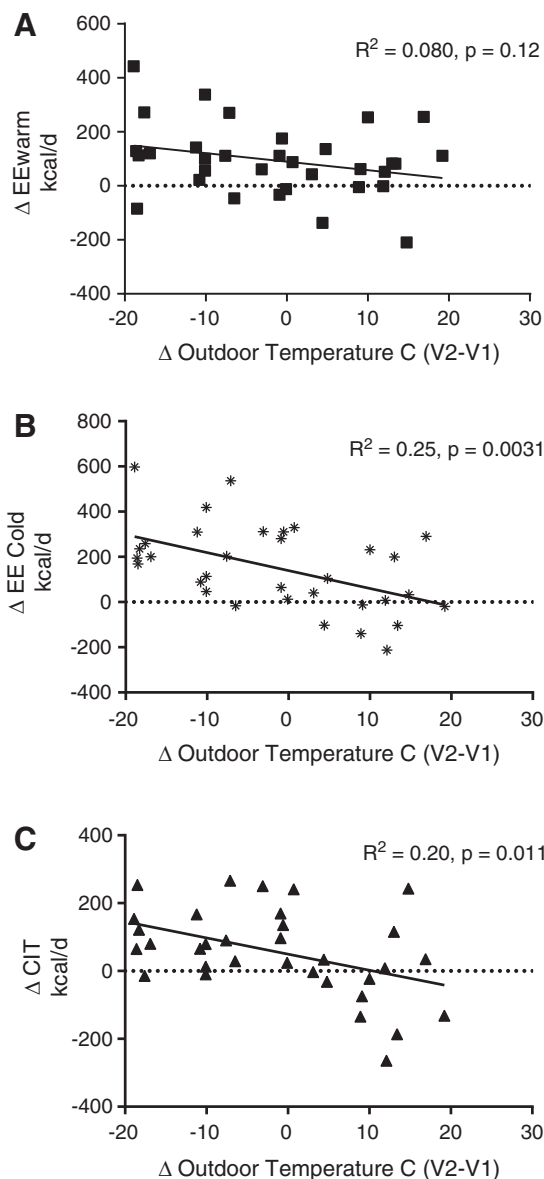 A
R² = 0.080, p = 0.12
Δ EEwarm
kcal/d
600
400
200
0
-200
-400
-20 -10 0 10 20 30
Δ Outdoor Temperature C (V2-V1)
B
R² = 0.25, p = 0.0031
Δ EE Cold
kcal/d
800
600
400
200
0
-200
-400
-20 -10 0 10 20 30
Δ Outdoor Temperature C (V2-V1)
C
R² = 0.20, p = 0.011
Δ CIT
kcal/d
400
200
0
-200
-400
-20 -10 0 10 20 30
Δ Outdoor Temperature C (V2-V1)